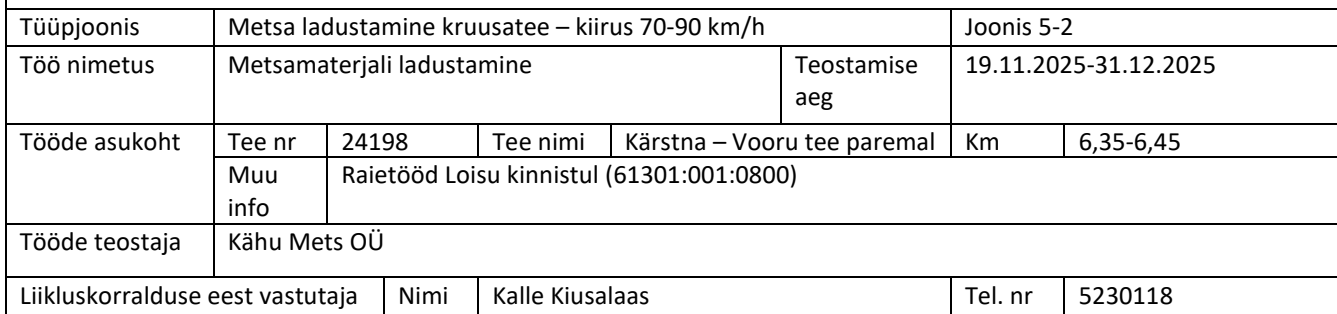 Tüüpjoonis Metsa ladustamine kruusatee – kiirus 70-90 km/h Joonis 5-2
Töö nimetus Metsamaterjali ladustamine Teostamise aeg 19.11.2025-31.12.2025
Tööde asukoht Tee nr 24198 Tee nimi Kärstna – Vooru tee paremal Km 6,35-6,45
Muu info Raietööd Loisu kinnistul (61301:001:0800)
Tööde teostaja Kähu Mets OÜ
Liikluskorralduse eest vastutaja Nimi Kalle Kiusalaas Tel. nr 5230118